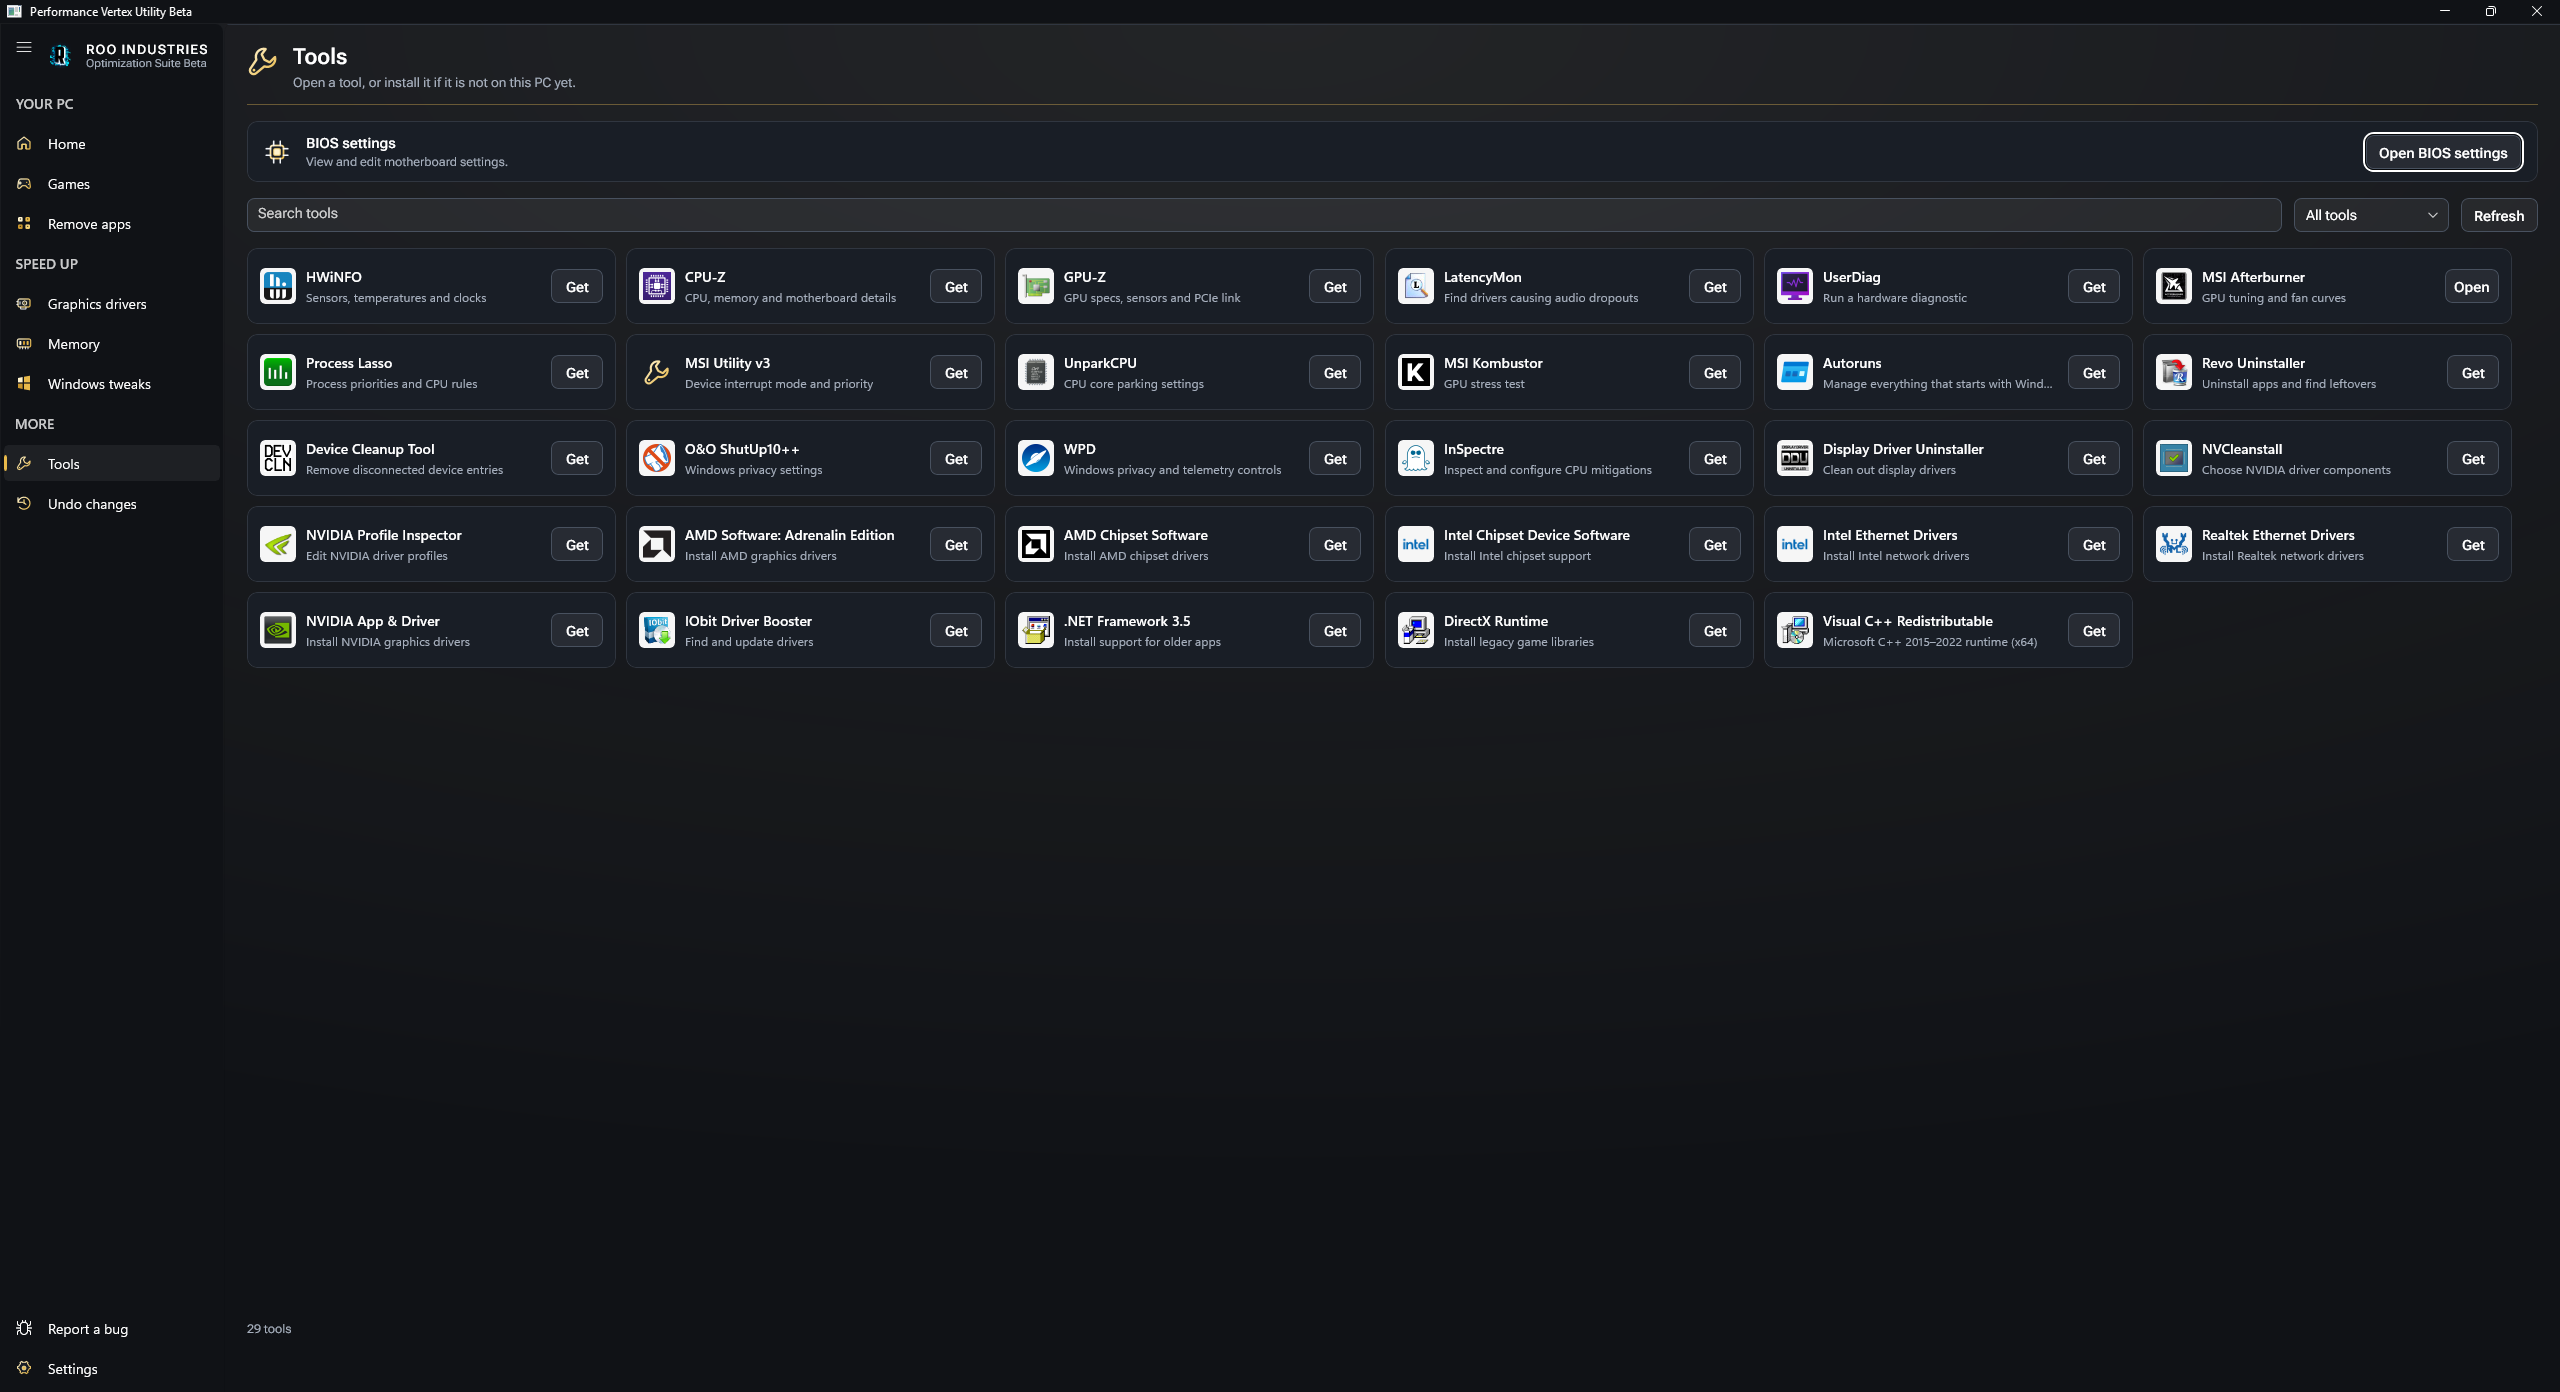 Performance Vertex Utility Beta
ROO INDUSTRIES
Optimization Suite Beta
YOUR PC
Home
Games
Remove apps
SPEED UP
Graphics drivers
Memory
Windows tweaks
MORE
Tools
Undo changes
Report a bug
Settings
Tools
Open a tool, or install it if it is not on this PC yet.
BIOS settings
View and edit motherboard settings.
Open BIOS settings
Search tools
All tools
Refresh
HWiNFO
Sensors, temperatures and clocks
Get
CPU-Z
CPU, memory and motherboard details
Get
GPU-Z
GPU specs, sensors and PCIe link
Get
LatencyMon
Find drivers causing audio dropouts
Get
UserDiag
Run a hardware diagnostic
Get
MSI Afterburner
GPU tuning and fan curves
Open
Process Lasso
Process priorities and CPU rules
Get
MSI Utility v3
Device interrupt mode and priority
Get
UnparkCPU
CPU core parking settings
Get
K
MSI Kombustor
GPU stress test
Get
Autoruns
Manage everything that starts with Wind...
Get
Revo Uninstaller
Uninstall apps and find leftovers
Get
DEV
CLN
Device Cleanup Tool
Remove disconnected device entries
Get
O&O ShutUp10++
Windows privacy settings
Get
WPD
Windows privacy and telemetry controls
Get
InSpectre
Inspect and configure CPU mitigations
Get
DDU
Display Driver Uninstaller
Clean out display drivers
Get
NVCleanstall
Choose NVIDIA driver components
Get
NVIDIA Profile Inspector
Edit NVIDIA driver profiles
Get
AMD Software: Adrenalin Edition
Install AMD graphics drivers
Get
AMD Chipset Software
Install AMD chipset drivers
Get
intel
Intel Chipset Device Software
Install Intel chipset support
Get
intel
Intel Ethernet Drivers
Install Intel network drivers
Get
Realtek Ethernet Drivers
Install Realtek network drivers
Get
NVIDIA App & Driver
Install NVIDIA graphics drivers
Get
IObit
IObit Driver Booster
Find and update drivers
Get
.NET Framework 3.5
Install support for older apps
Get
DirectX Runtime
Install legacy game libraries
Get
Visual C++ Redistributable
Microsoft C++ 2015–2022 runtime (x64)
Get
29 tools